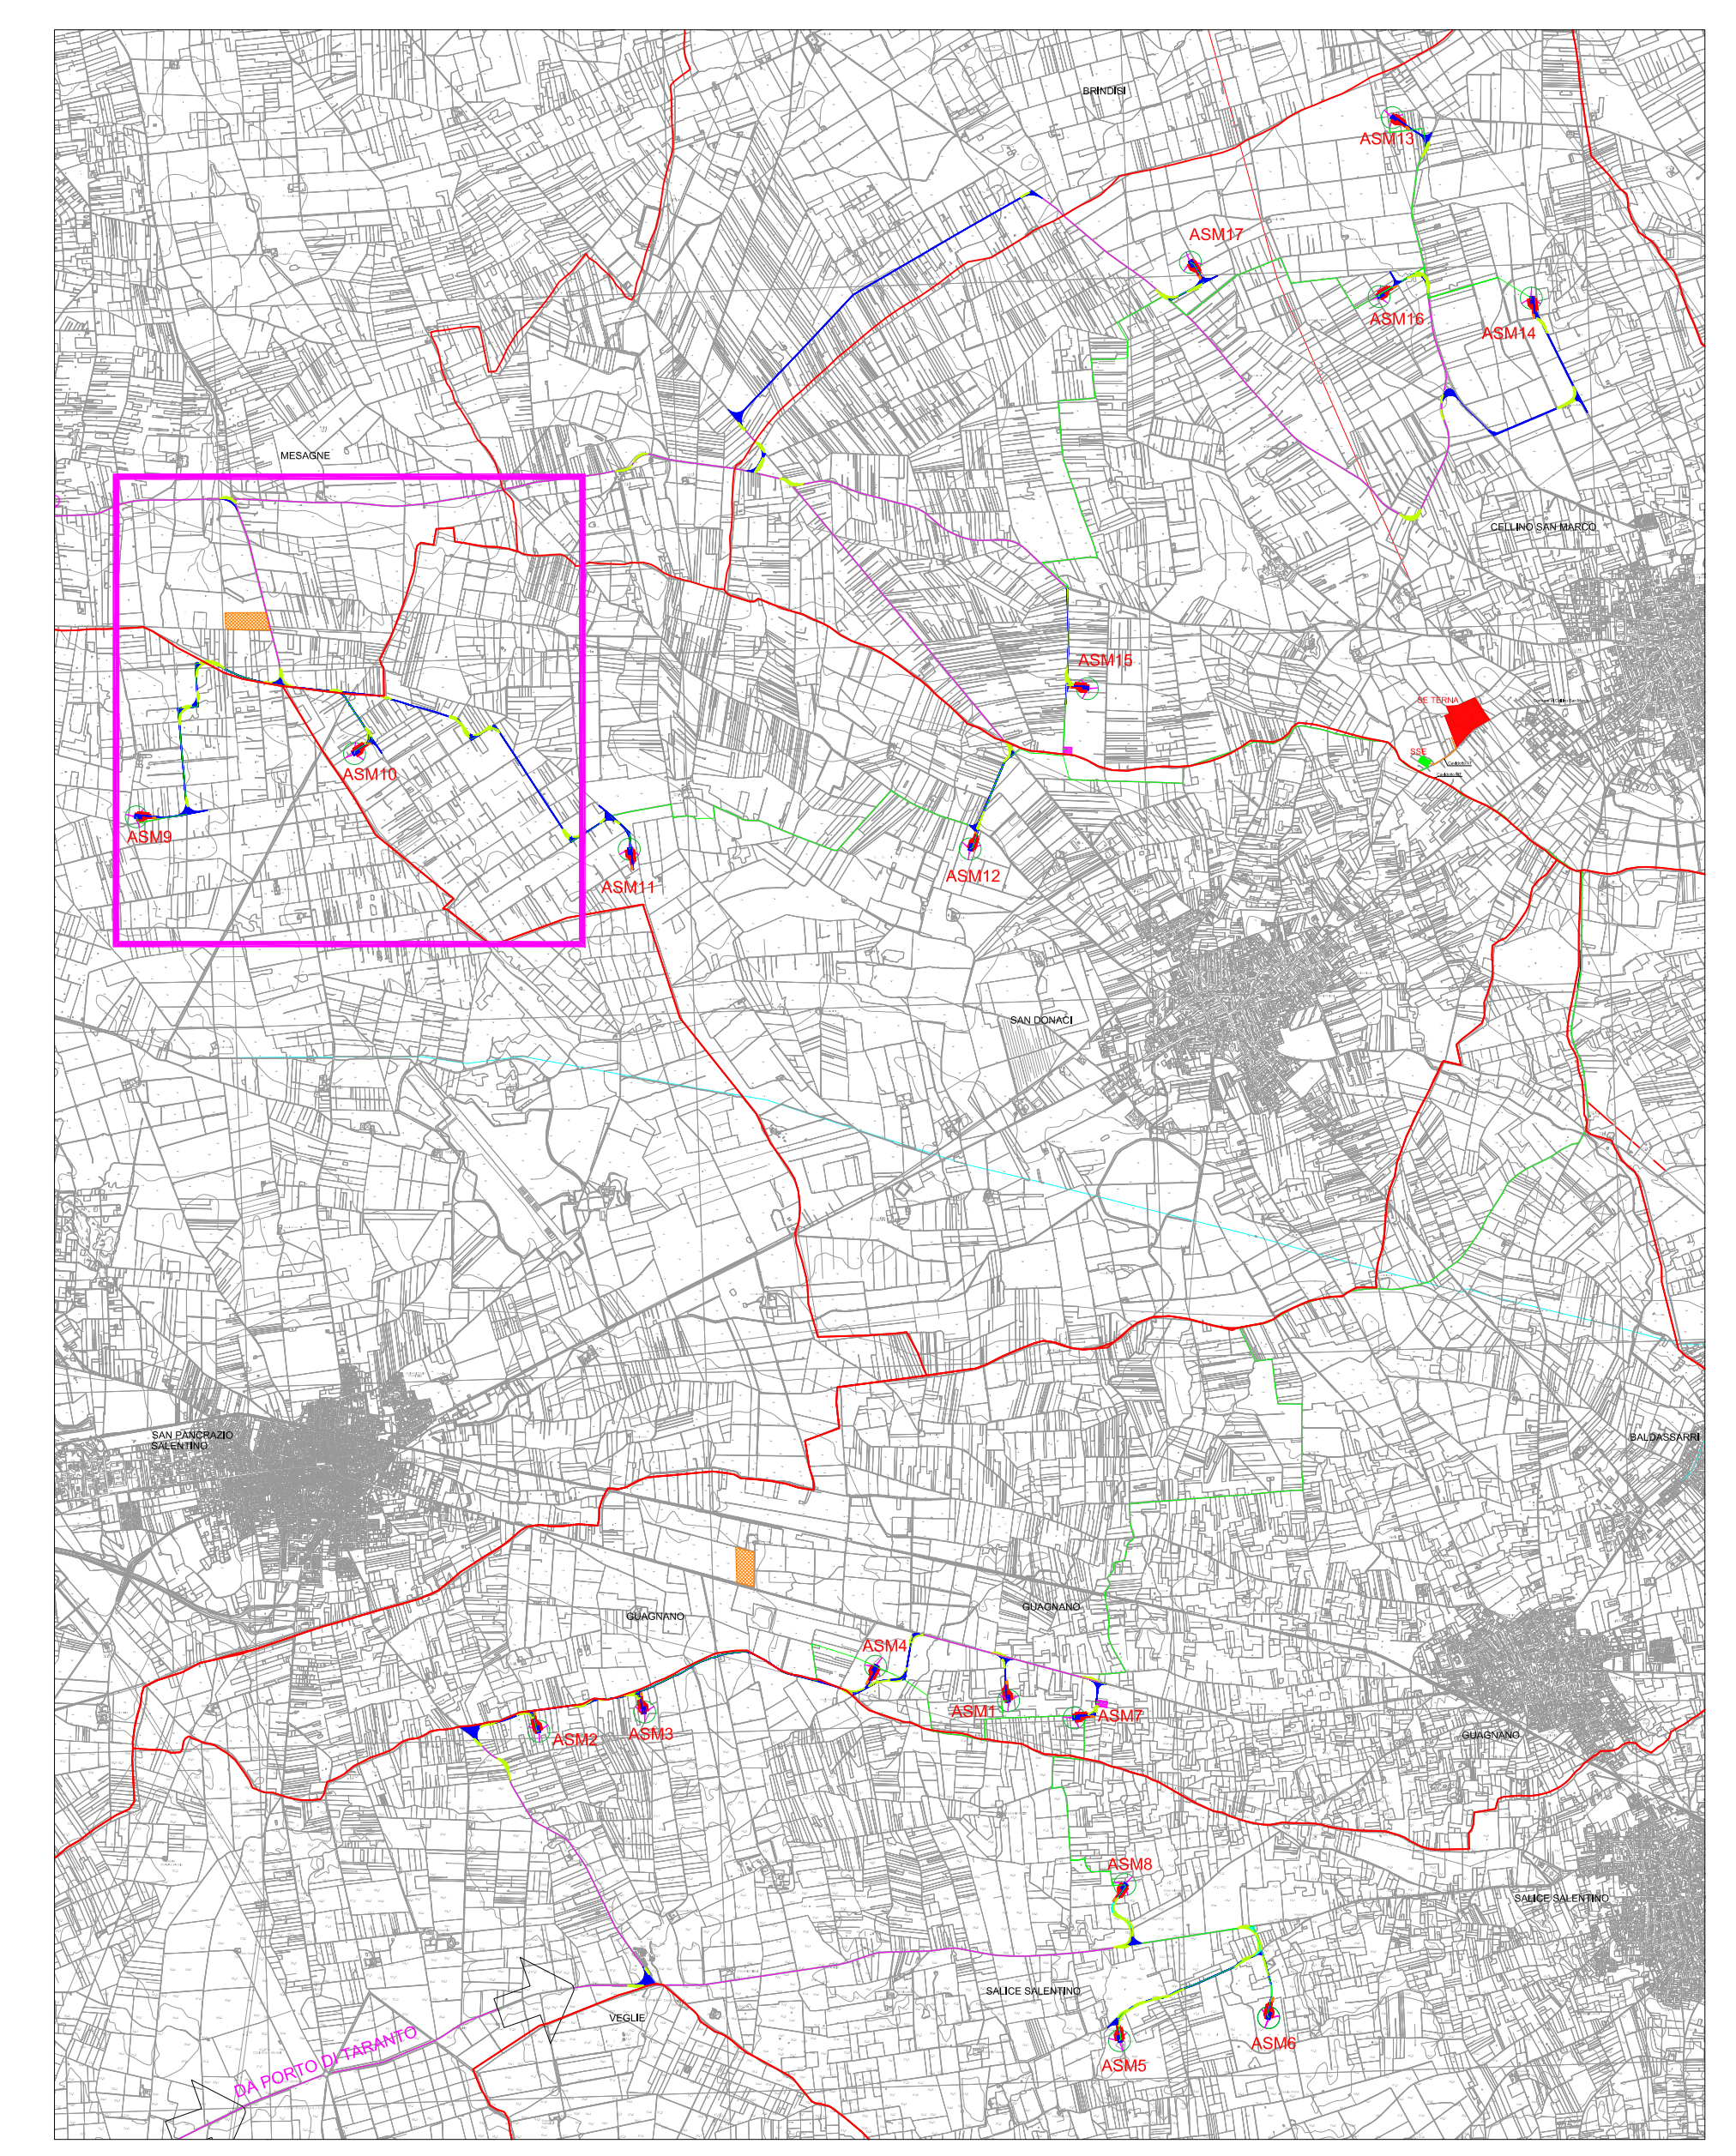 BRINDISI
ASM13
ASM17
ASM16
ASM14
MESAGNE
CELLINO SAN MARCO
ASM15
SE TERNA
SSE
ASM10
ASM9
ASM11
ASM12
SAN DONACI
SAN PANCRAZIO
SALENTINO
BALDASSARRI
GUAGNANO
GUAGNANO
ASM4
ASM1
ASM7
ASM2
ASM3
GUAGNANO
ASM8
SALICE SALENTINO
SALICE SALENTINO
VEGLIE
ASM5
ASM6
DA PORTO DI TARANTO